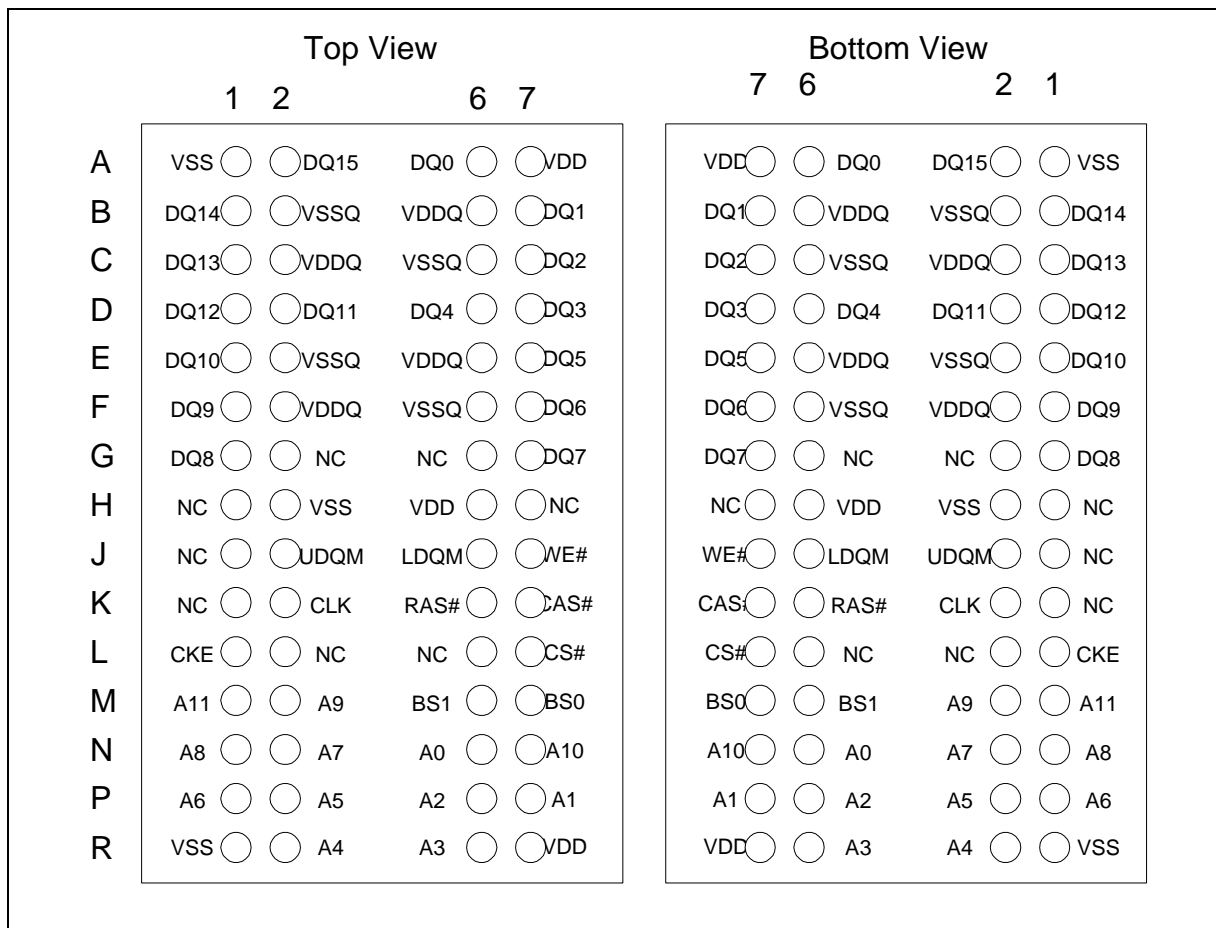 Top View Bottom View
1 2 6 7 7 6 2 1
A VSS DQ15 DQ0 VDD VDD DQ0 DQ15 VSS
B DQ14 VSSQ VDDQ DQ1 DQ1 VDDQ VSSQ DQ14
C DQ13 VDDQ VSSQ DQ2 DQ2 VSSQ VDDQ DQ13
D DQ12 DQ11 DQ4 DQ3 DQ3 DQ4 DQ11 DQ12
E DQ10 VSSQ VDDQ DQ5 DQ5 VDDQ VSSQ DQ10
F DQ9 VDDQ VSSQ DQ6 DQ6 VSSQ VDDQ DQ9
G DQ8 NC NC DQ7 DQ7 NC NC DQ8
H NC VSS VDD NC NC VDD VSS NC
J NC UDQM LDQM WE# WE# LDQM UDQM NC
K NC CLK RAS# CAS# CAS# RAS# CLK NC
L CKE NC NC CS# CS# NC NC CKE
M A11 A9 BS1 BS0 BS0 BS1 A9 A11
N A8 A7 A0 A10 A10 A0 A7 A8
P A6 A5 A2 A1 A1 A2 A5 A6
R VSS A4 A3 VDD VDD A3 A4 VSS